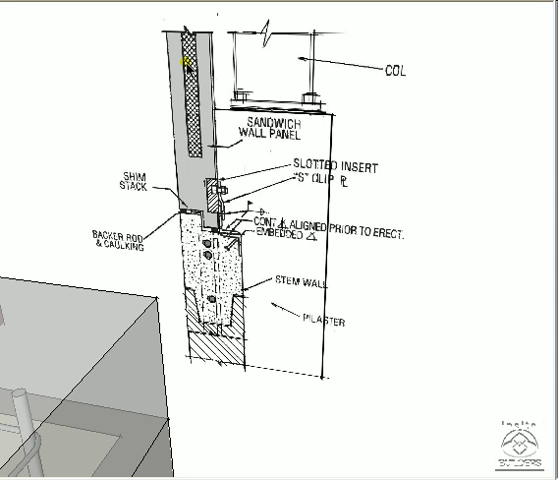 COL
SANDWICH
WALL PANEL
SLOTTED INSERT
"S" CLIP ℞
SHIM
STACK
CONT. ∡ ALIGNED PRIOR TO ERECT.
EMBEDDED ∡
BACKER ROD
& CAULKING
STEM WALL
PILASTER
BUILDERS